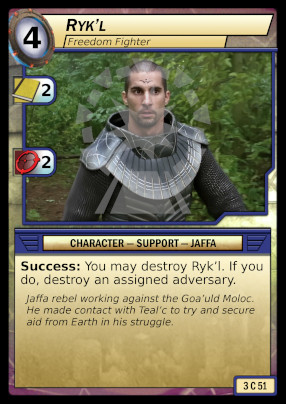 4
Ryk'l
Freedom Fighter
2
2
Character – Support – Jaffa
Success: You may destroy Ryk'l. If you
do, destroy an assigned adversary.
Jaffa rebel working against the Goa'uld Moloc.
He made contact with Teal'c to try and secure
aid from Earth in his struggle.
3 C 51